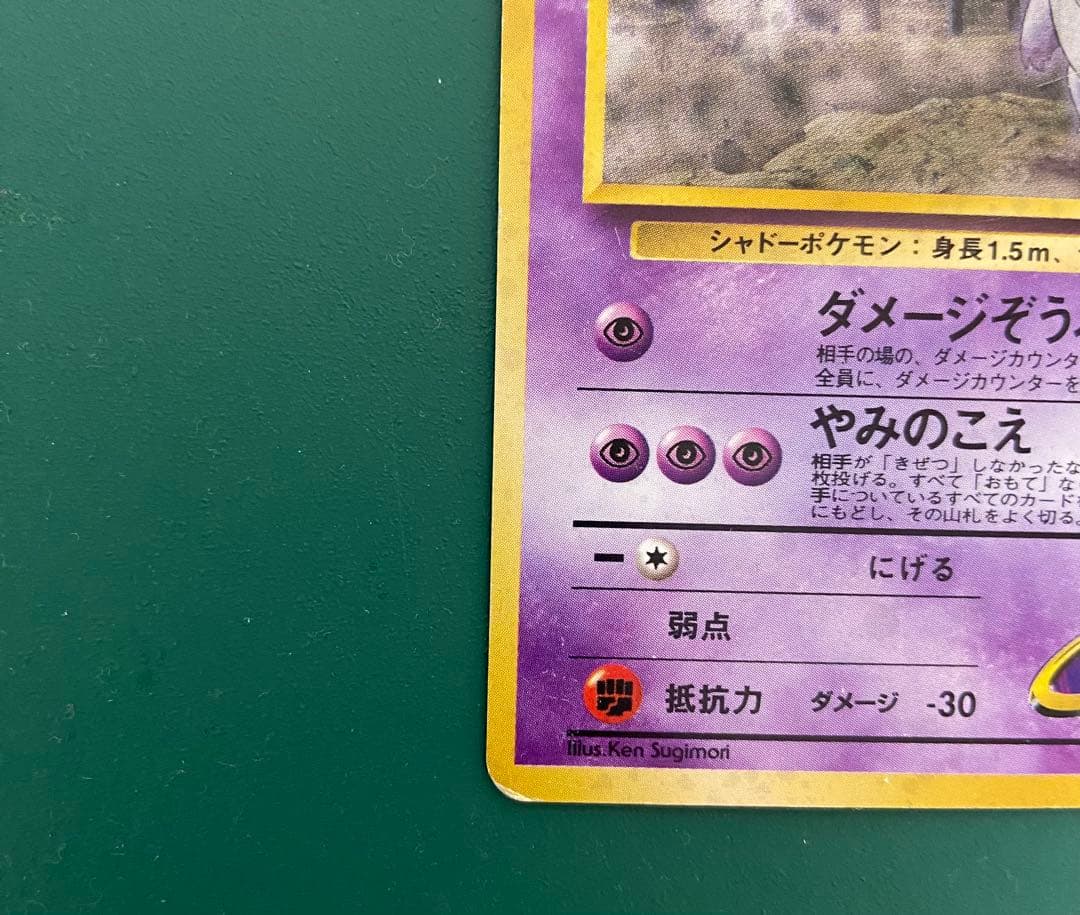 シャドーポケモン：身長1.5m、
ダメージぞう
相手の場の、ダメージカウンタ
全員に、ダメージカウンターを
やみのこえ
相手が「きぜつ」しなかったな
枚投げる。すべて「おもて」な
手についているすべてのカード
にもどし、その山札をよく切る。
にげる
弱点
抵抗力 ダメージ -30
Illus.Ken Sugimori